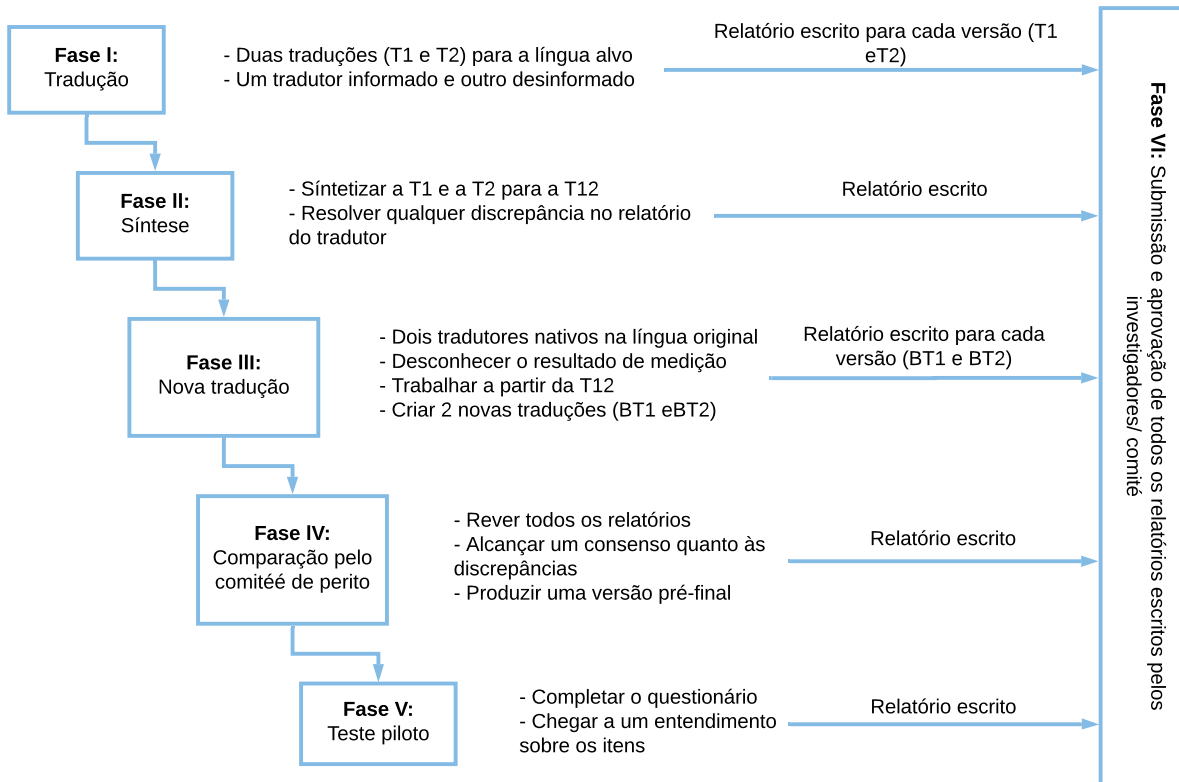 Fase I:
Tradução
- Duas traduções (T1 e T2) para a língua alvo
- Um tradutor informado e outro desinformado
Relatório escrito para cada versão (T1
eT2)
Fase II:
Síntese
- Síntetizar a T1 e a T2 para a T12
- Resolver qualquer discrepância no relatório
do tradutor
Relatório escrito
Fase III:
Nova tradução
- Dois tradutores nativos na língua original
- Desconhecer o resultado de medição
- Trabalhar a partir da T12
- Criar 2 novas traduções (BT1 eBT2)
Relatório escrito para cada
versão (BT1 e BT2)
Fase IV:
Comparação pelo
comitéé de perito
- Rever todos os relatórios
- Alcançar um consenso quanto às
discrepâncias
- Produzir uma versão pré-final
Relatório escrito
Fase V:
Teste piloto
- Completar o questionário
- Chegar a um entendimento
sobre os itens
Relatório escrito
Fase VI: Submissão e aprovação de todos os relatórios escritos pelos
investigadores/ comité